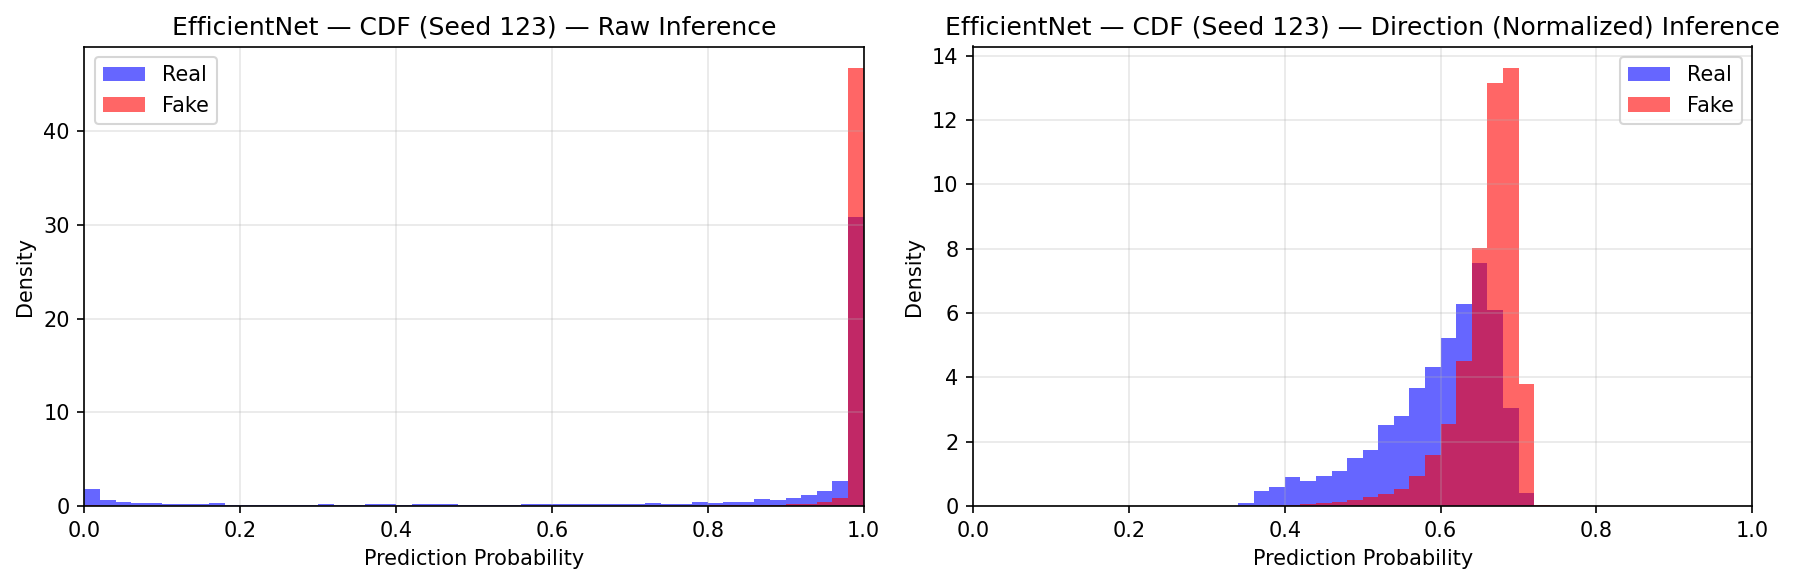 EfficientNet — CDF (Seed 123) — Raw Inference
Real
Fake
Density
40
30
20
10
0
0.0 0.2 0.4 0.6 0.8 1.0
Prediction Probability
EfficientNet — CDF (Seed 123) — Direction (Normalized) Inference
Real
Fake
Density
14
12
10
8
6
4
2
0
0.0 0.2 0.4 0.6 0.8 1.0
Prediction Probability